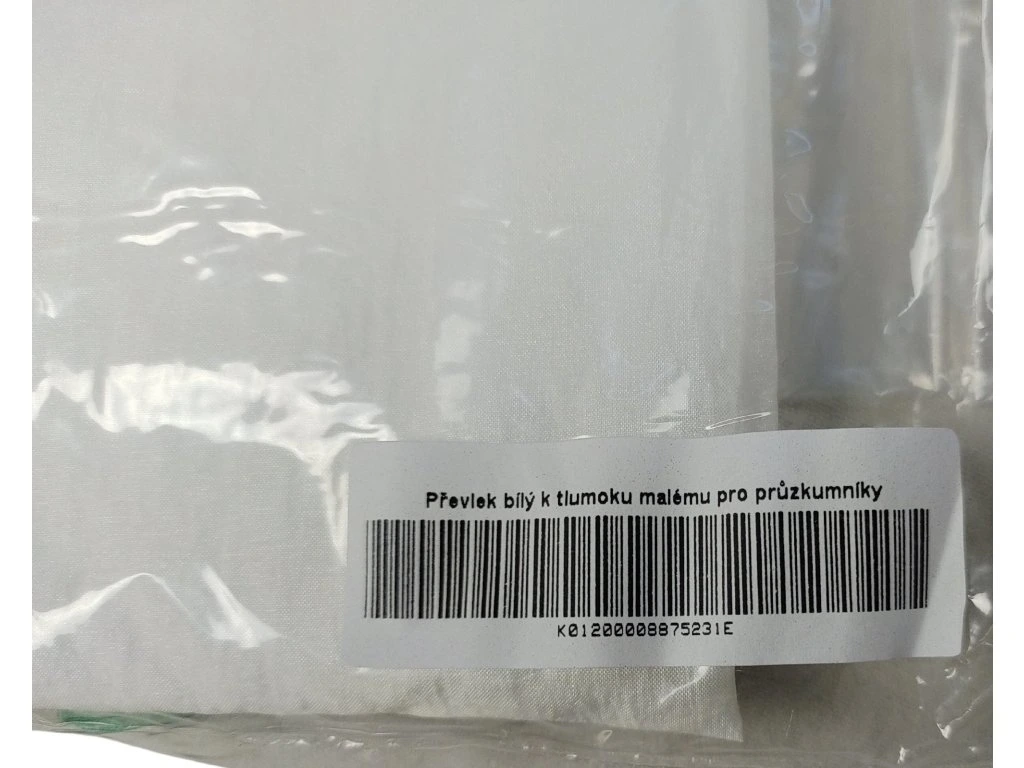 Převlek bílý k tlumoku malému pro průzkumníky
K01200008875231E